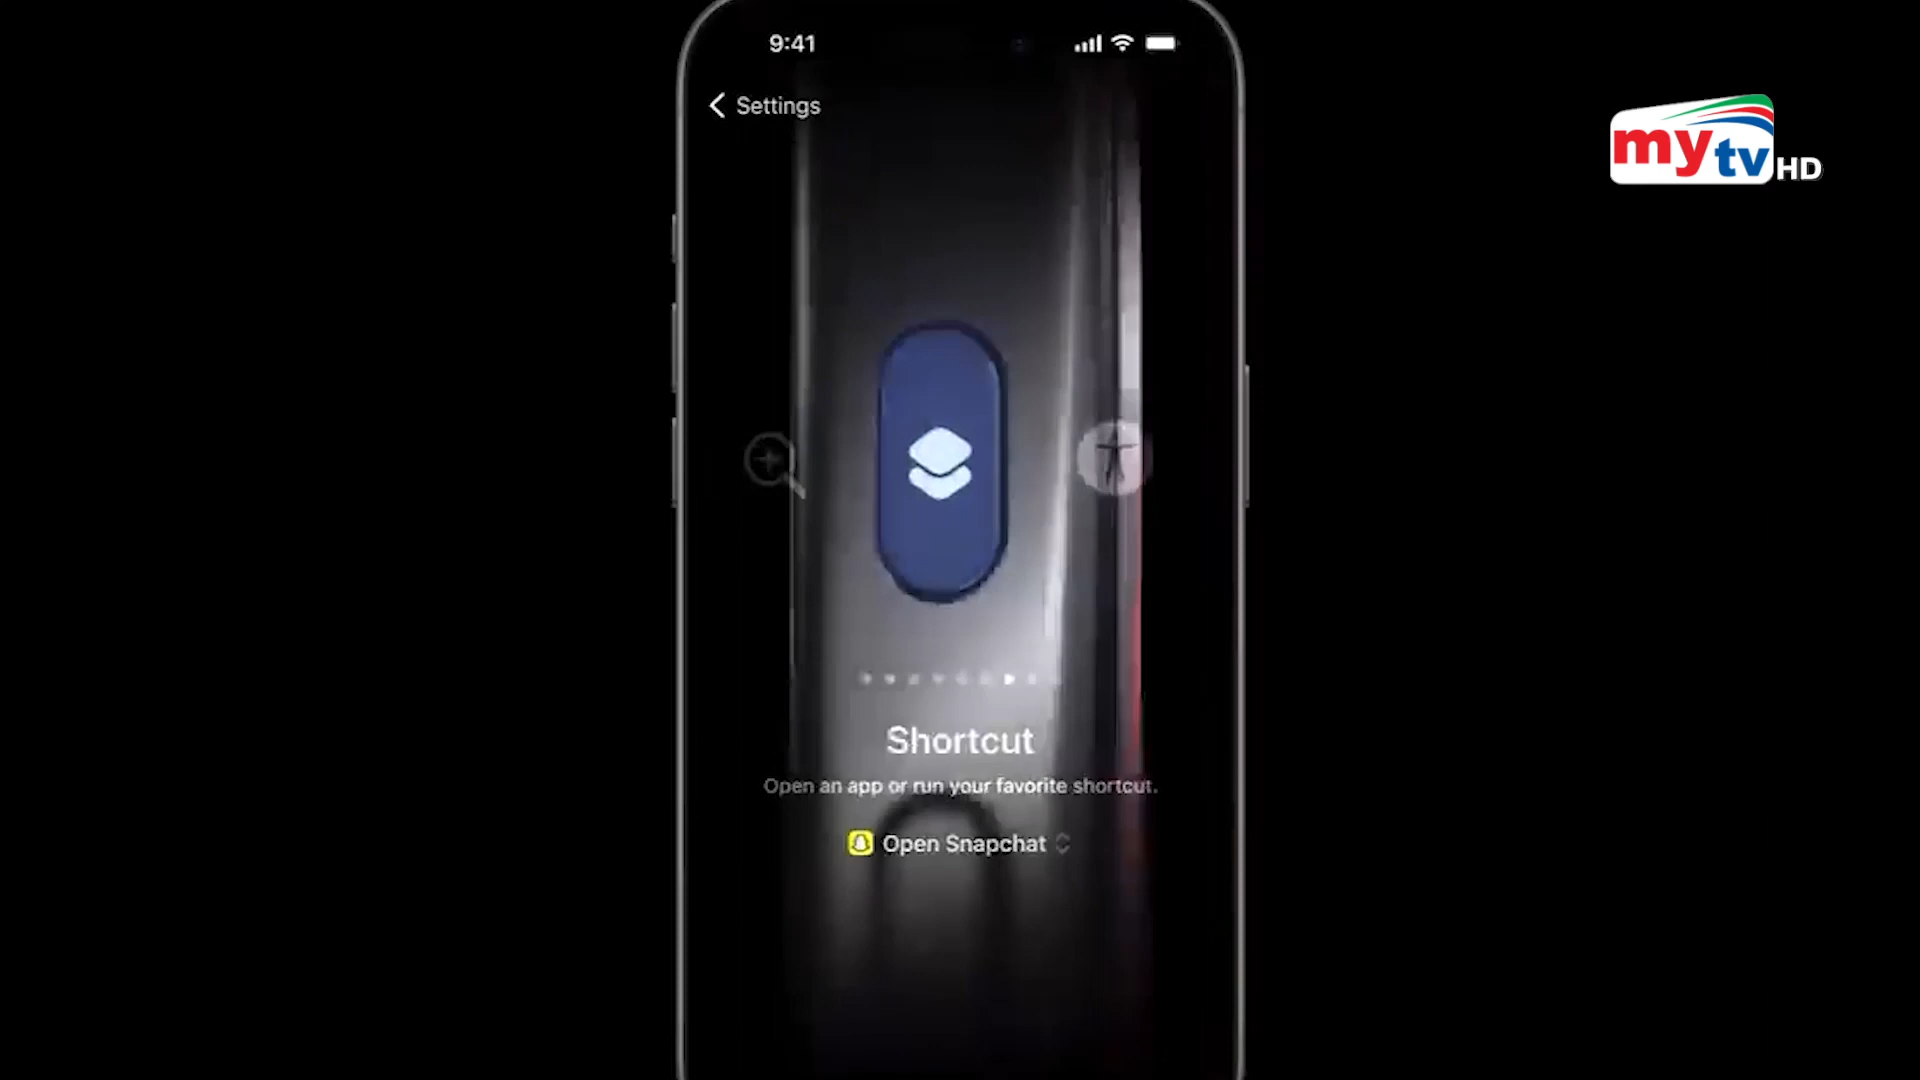 9:41
Settings
mytv HD
Shortcut
Open an app or run your favorite shortcut.
Open Snapchat